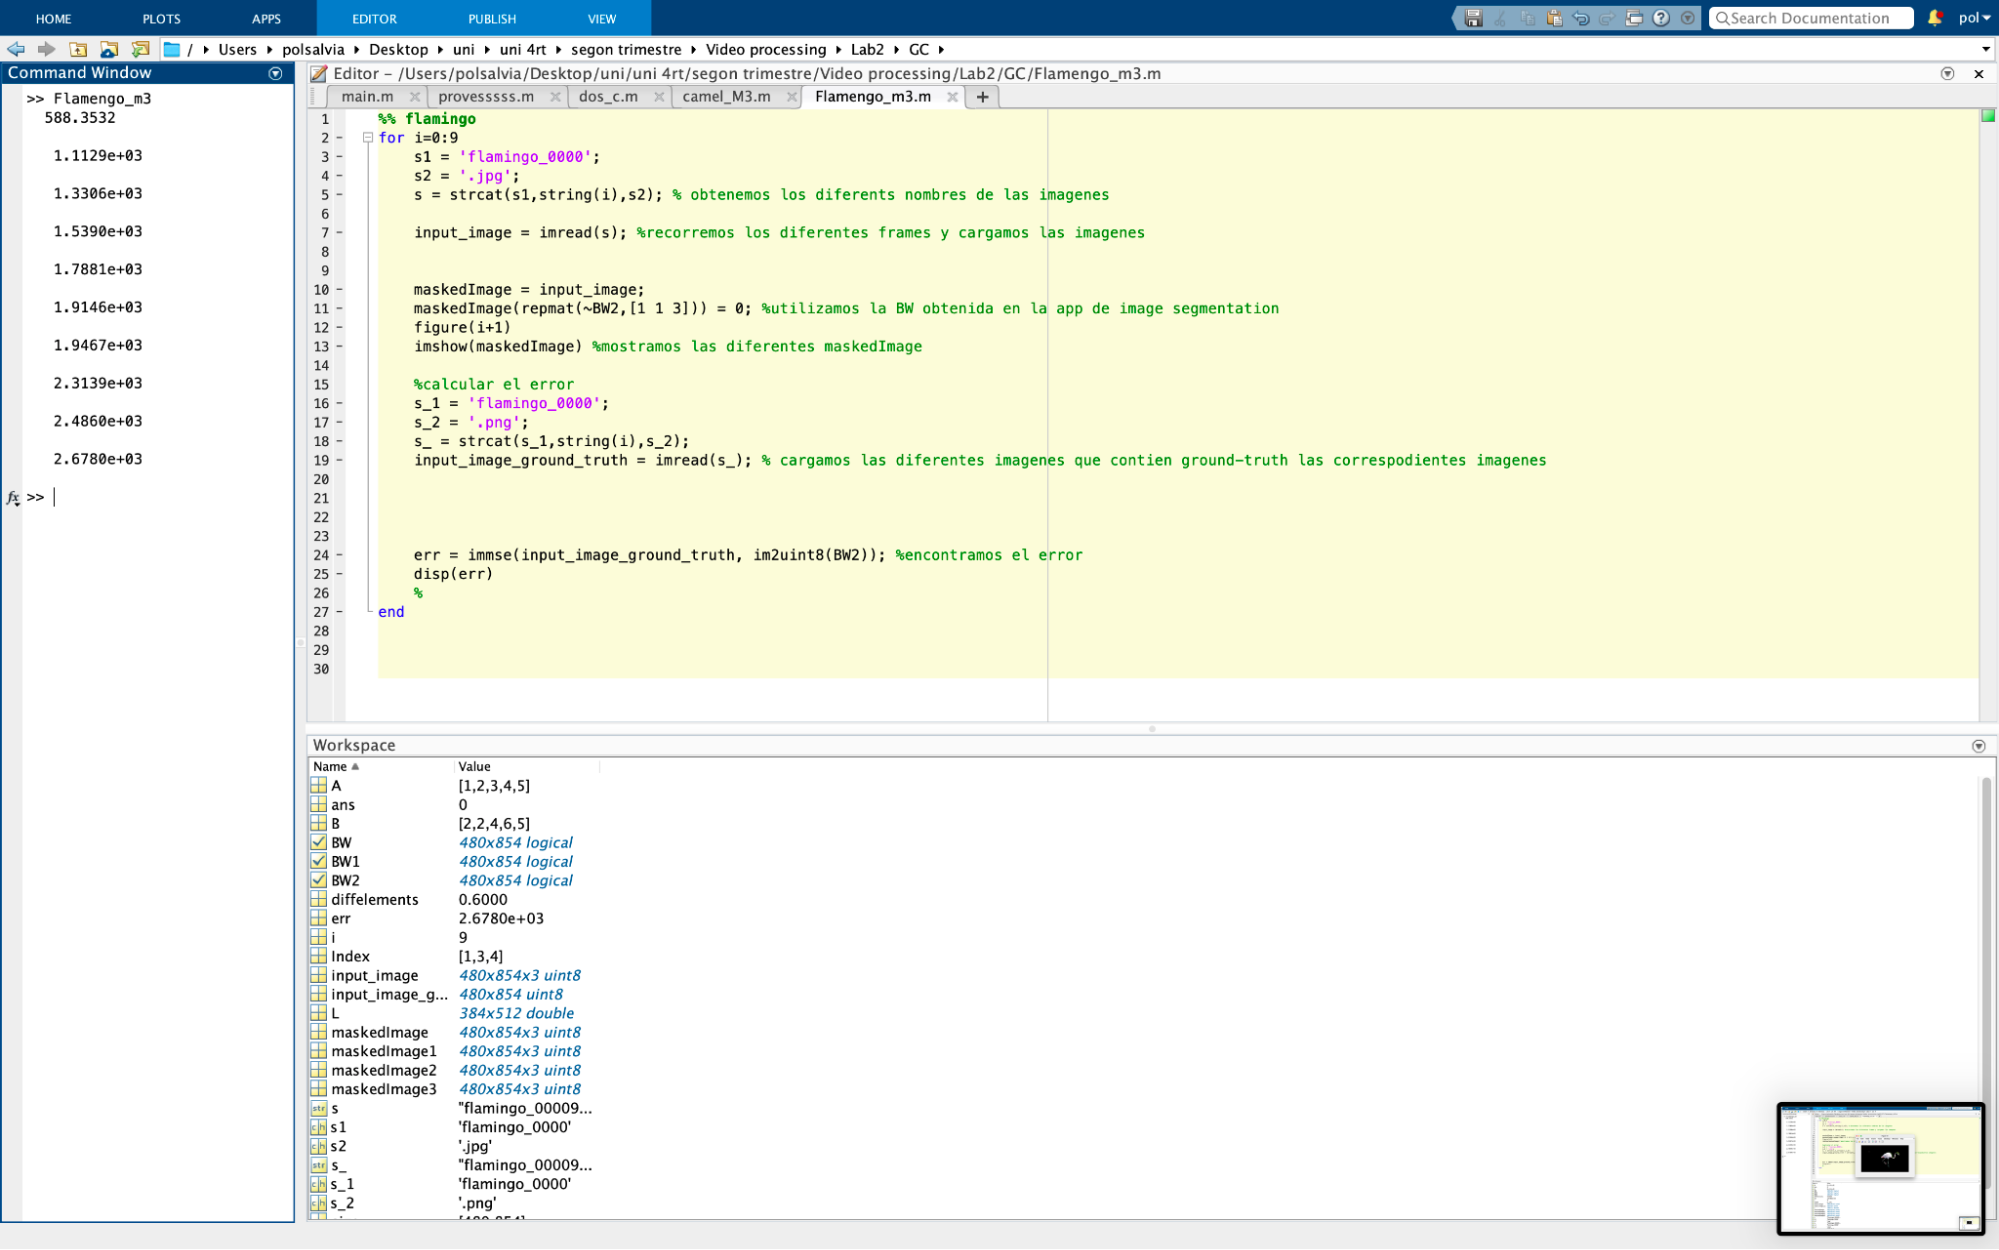 HOME PLOTS APPS EDITOR PUBLISH VIEW Search Documentation pol
/ Users polsalvia Desktop uni uni 4rt segon trimestre Video processing Lab2 GC
Command Window
>> Flamengo_m3
588.3532
1.1129e+03
1.3306e+03
1.5390e+03
1.7881e+03
1.9146e+03
1.9467e+03
2.3139e+03
2.4860e+03
2.6780e+03
fx >>
Editor - /Users/polsalvia/Desktop/uni/uni 4rt/segon trimestre/Video processing/Lab2/GC/Flamengo_m3.m
main.m provesssss.m dos_c.m camel_M3.m Flamengo_m3.m +
1 %% flamingo
2 - for i=0:9
3 - s1 = 'flamingo_0000';
4 - s2 = '.jpg';
5 - s = strcat(s1,string(i),s2); % obtenemos los diferents nombres de las imagenes
6
7 - input_image = imread(s); %recorremos los diferentes frames y cargamos las imagenes
8
9
10 - maskedImage = input_image;
11 - maskedImage(repmat(~BW2,[1 1 3])) = 0; %utilizamos la BW obtenida en la app de image segmentation
12 - figure(i+1)
13 - imshow(maskedImage) %mostramos las diferentes maskedImage
14
15 %calcular el error
16 - s_1 = 'flamingo_0000';
17 - s_2 = '.png';
18 - s_ = strcat(s_1,string(i),s_2);
19 - input_image_ground_truth = imread(s_); % cargamos las diferentes imagenes que contien ground-truth las correspodientes imagenes
20
21
22
23
24 - err = immse(input_image_ground_truth, im2uint8(BW2)); %encontramos el error
25 - disp(err)
26 %
27 - end
28
29
30
Workspace
Name Value
A [1,2,3,4,5]
ans 0
B [2,2,4,6,5]
BW 480x854 logical
BW1 480x854 logical
BW2 480x854 logical
diffelements 0.6000
err 2.6780e+03
i 9
Index [1,3,4]
input_image 480x854x3 uint8
input_image_g... 480x854 uint8
L 384x512 double
maskedImage 480x854x3 uint8
maskedImage1 480x854x3 uint8
maskedImage2 480x854x3 uint8
maskedImage3 480x854x3 uint8
s "flamingo_00009...
s1 'flamingo_0000'
s2 '.jpg'
s_ "flamingo_00009...
s_1 'flamingo_0000'
s_2 '.png'